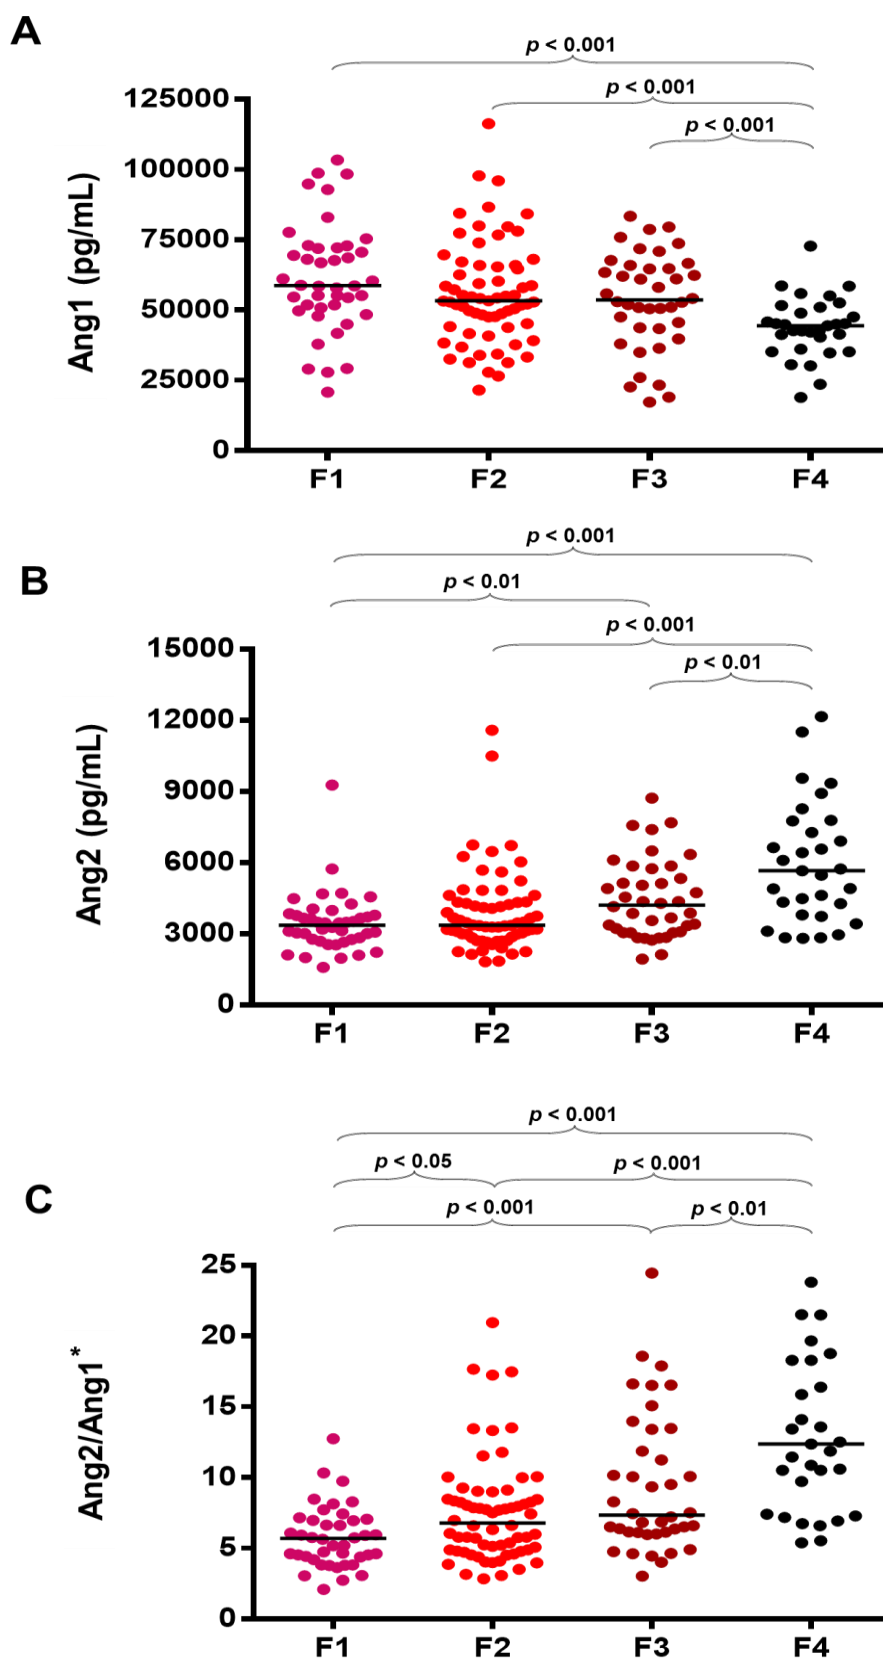 A
p < 0.001
p < 0.001
p < 0.001
125000
100000
75000
50000
25000
0
Ang1 (pg/mL)
F1 F2 F3 F4
B
p < 0.001
p < 0.01
p < 0.001
p < 0.01
15000
12000
9000
6000
3000
0
Ang2 (pg/mL)
F1 F2 F3 F4
C
p < 0.001
p < 0.05 p < 0.001
p < 0.001 p < 0.01
25
20
15
10
5
0
Ang2/Ang1*
F1 F2 F3 F4